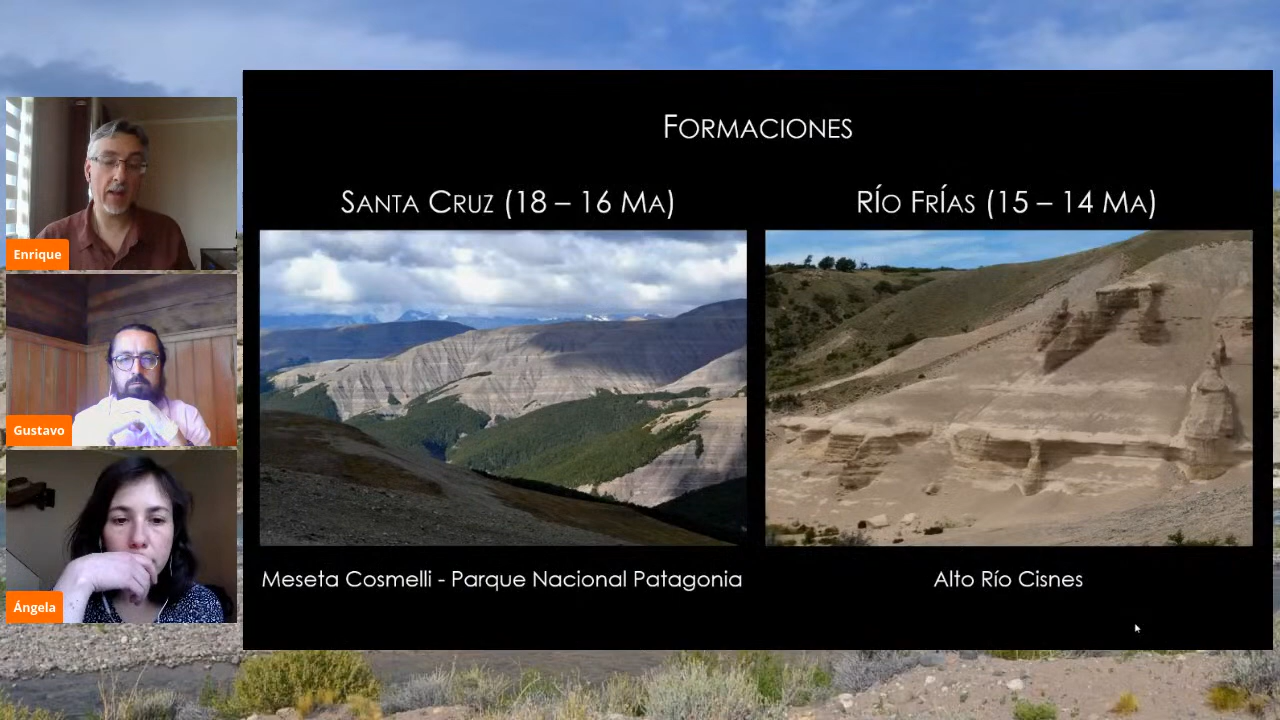 Formaciones
Santa Cruz (18 – 16 Ma)
Río Frías (15 – 14 Ma)
Enrique
Gustavo
Ángela
Meseta Cosmelli - Parque Nacional Patagonia
Alto Río Cisnes